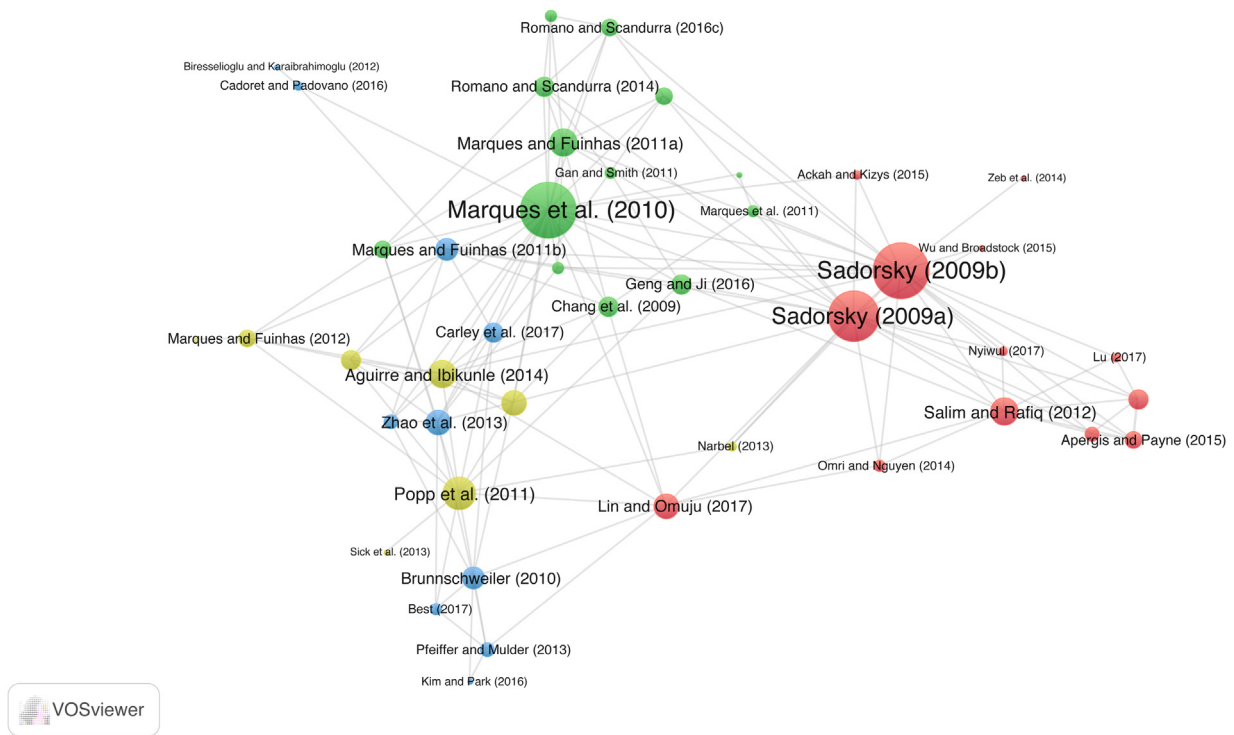 Romano and Scandurra (2016c)
Biresselioglu and Karaibrahimoglu (2012)
Cadoret and Padovano (2016)
Romano and Scandurra (2014)
Marques and Fuinhas (2011a)
Gan and Smith (2011)
Ackah and Kizys (2015)
Zeb et al. (2014)
Marques et al. (2010)
Marques et al. (2011)
Marques and Fuinhas (2011b)
Wu and Broadstock (2015)
Sadorsky (2009b)
Geng and Ji (2016)
Chang et al. (2009)
Sadorsky (2009a)
Carley et al. (2017)
Marques and Fuinhas (2012)
Nyiwul (2017)
Lu (2017)
Aguirre and Ibikunle (2014)
Salim and Rafiq (2012)
Zhao et al. (2013)
Apergis and Payne (2015)
Narbel (2013)
Omri and Nguyen (2014)
Popp et al. (2011)
Lin and Omuju (2017)
Sick et al. (2013)
Brunnschweiler (2010)
Best (2017)
Pfeiffer and Mulder (2013)
Kim and Park (2016)
VOSviewer